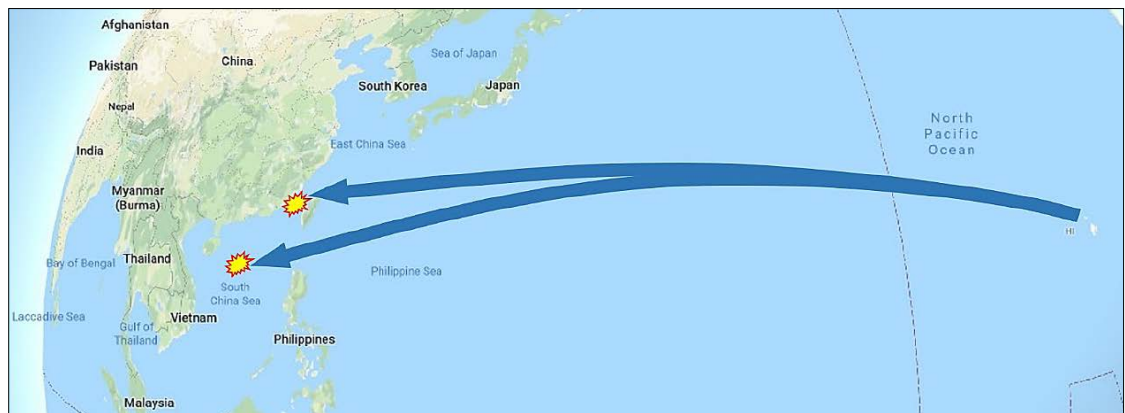 Afghanistan
Sea of Japan
China
Pakistan
South Korea
Japan
Nepal
North
Pacific
Ocean
East China Sea
India
Myanmar
(Burma)
HI
Bay of Bengal
Thailand
Philippine Sea
South
China Sea
Laccadive Sea
Vietnam
Gulf of
Thailand
Philippines
Malaysia